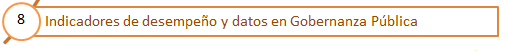 8 Indicadores de desempeño y datos en Gobernanza Pública